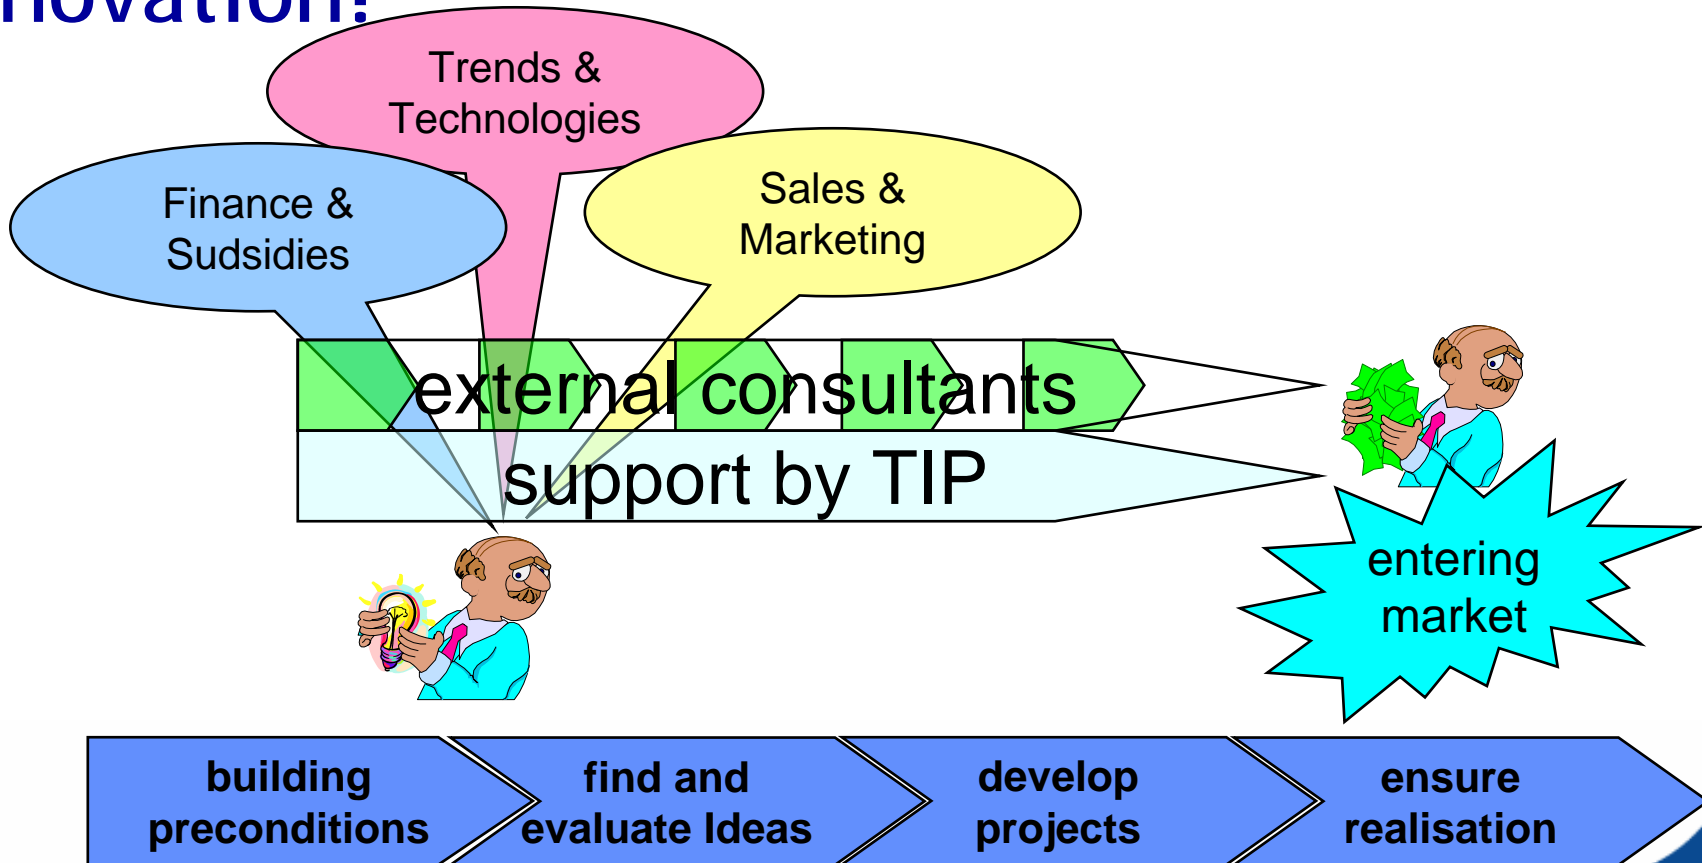 novation!
Trends &
Technologies
Finance &
Sudsidies
Sales &
Marketing
external consultants
support by TIP
entering
market
building
preconditions
find and
evaluate Ideas
develop
projects
ensure
realisation